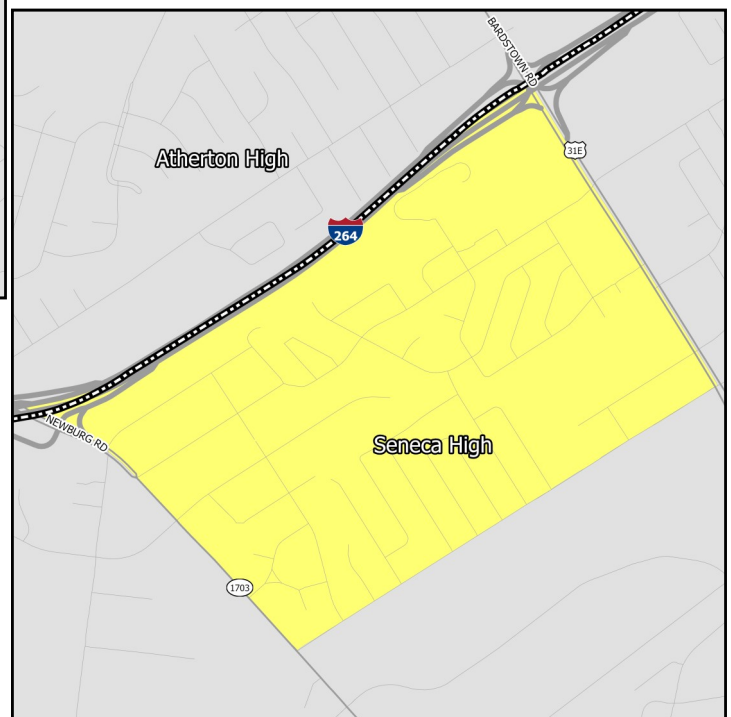 BARDSTOWN RD
31E
Atherton High
264
NEWBURG RD
Seneca High
1703